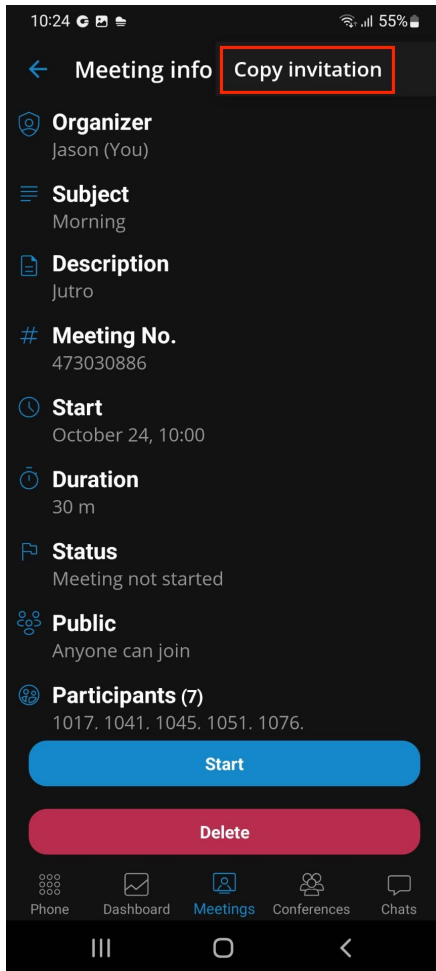 10:24 G 55%
Meeting info Copy invitation
Organizer
Jason (You)
Subject
Morning
Description
Jutro
# Meeting No.
473030886
Start
October 24, 10:00
Duration
30 m
Status
Meeting not started
Public
Anyone can join
Participants (7)
1017. 1041. 1045. 1051. 1076.
Start
Delete
Phone Dashboard Meetings Conferences Chats